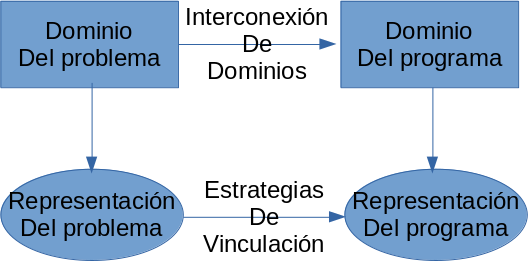 Dominio
Del problema
Interconexión
De
Dominios
Dominio
Del programa
Representación
Del problema
Estrategias
De
Vinculación
Representación
Del programa